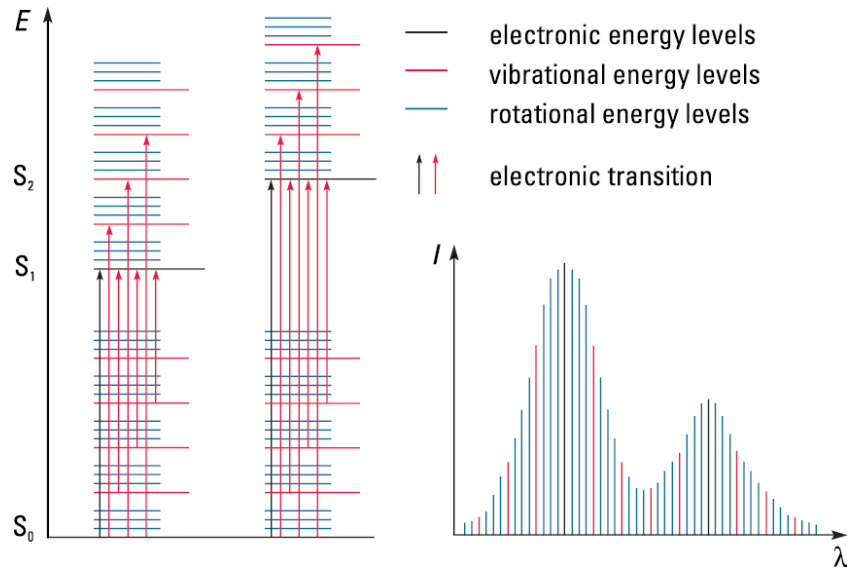 E
S₂
S₁
S₀
electronic energy levels
vibrational energy levels
rotational energy levels
electronic transition
I
λ